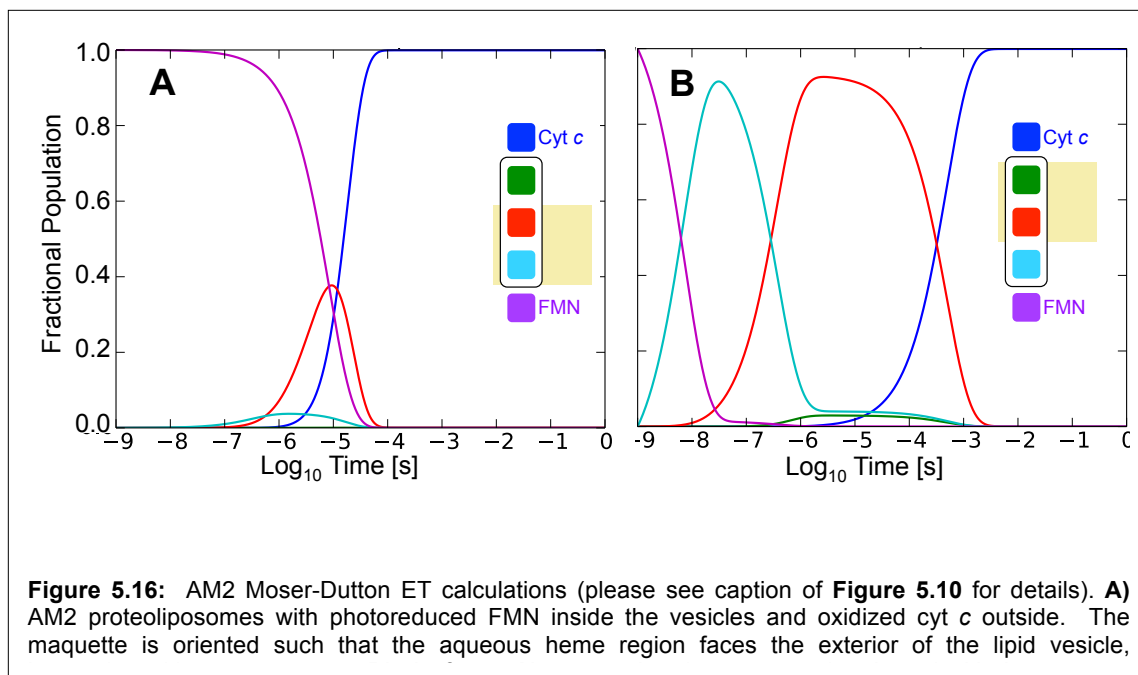 A
B
1.0
0.8
0.6
0.4
0.2
0.0
Fractional Population
Cyt c
FMN
Cyt c
FMN
-9 -8 -7 -6 -5 -4 -3 -2 -1 0
-9 -8 -7 -6 -5 -4 -3 -2 -1 0
Log10 Time [s]
Log10 Time [s]
Figure 5.16: AM2 Moser-Dutton ET calculations (please see caption of Figure 5.10 for details). A)
AM2 proteoliposomes with photoreduced FMN inside the vesicles and oxidized cyt c outside. The
maquette is oriented such that the aqueous heme region faces the exterior of the lipid vesicle,